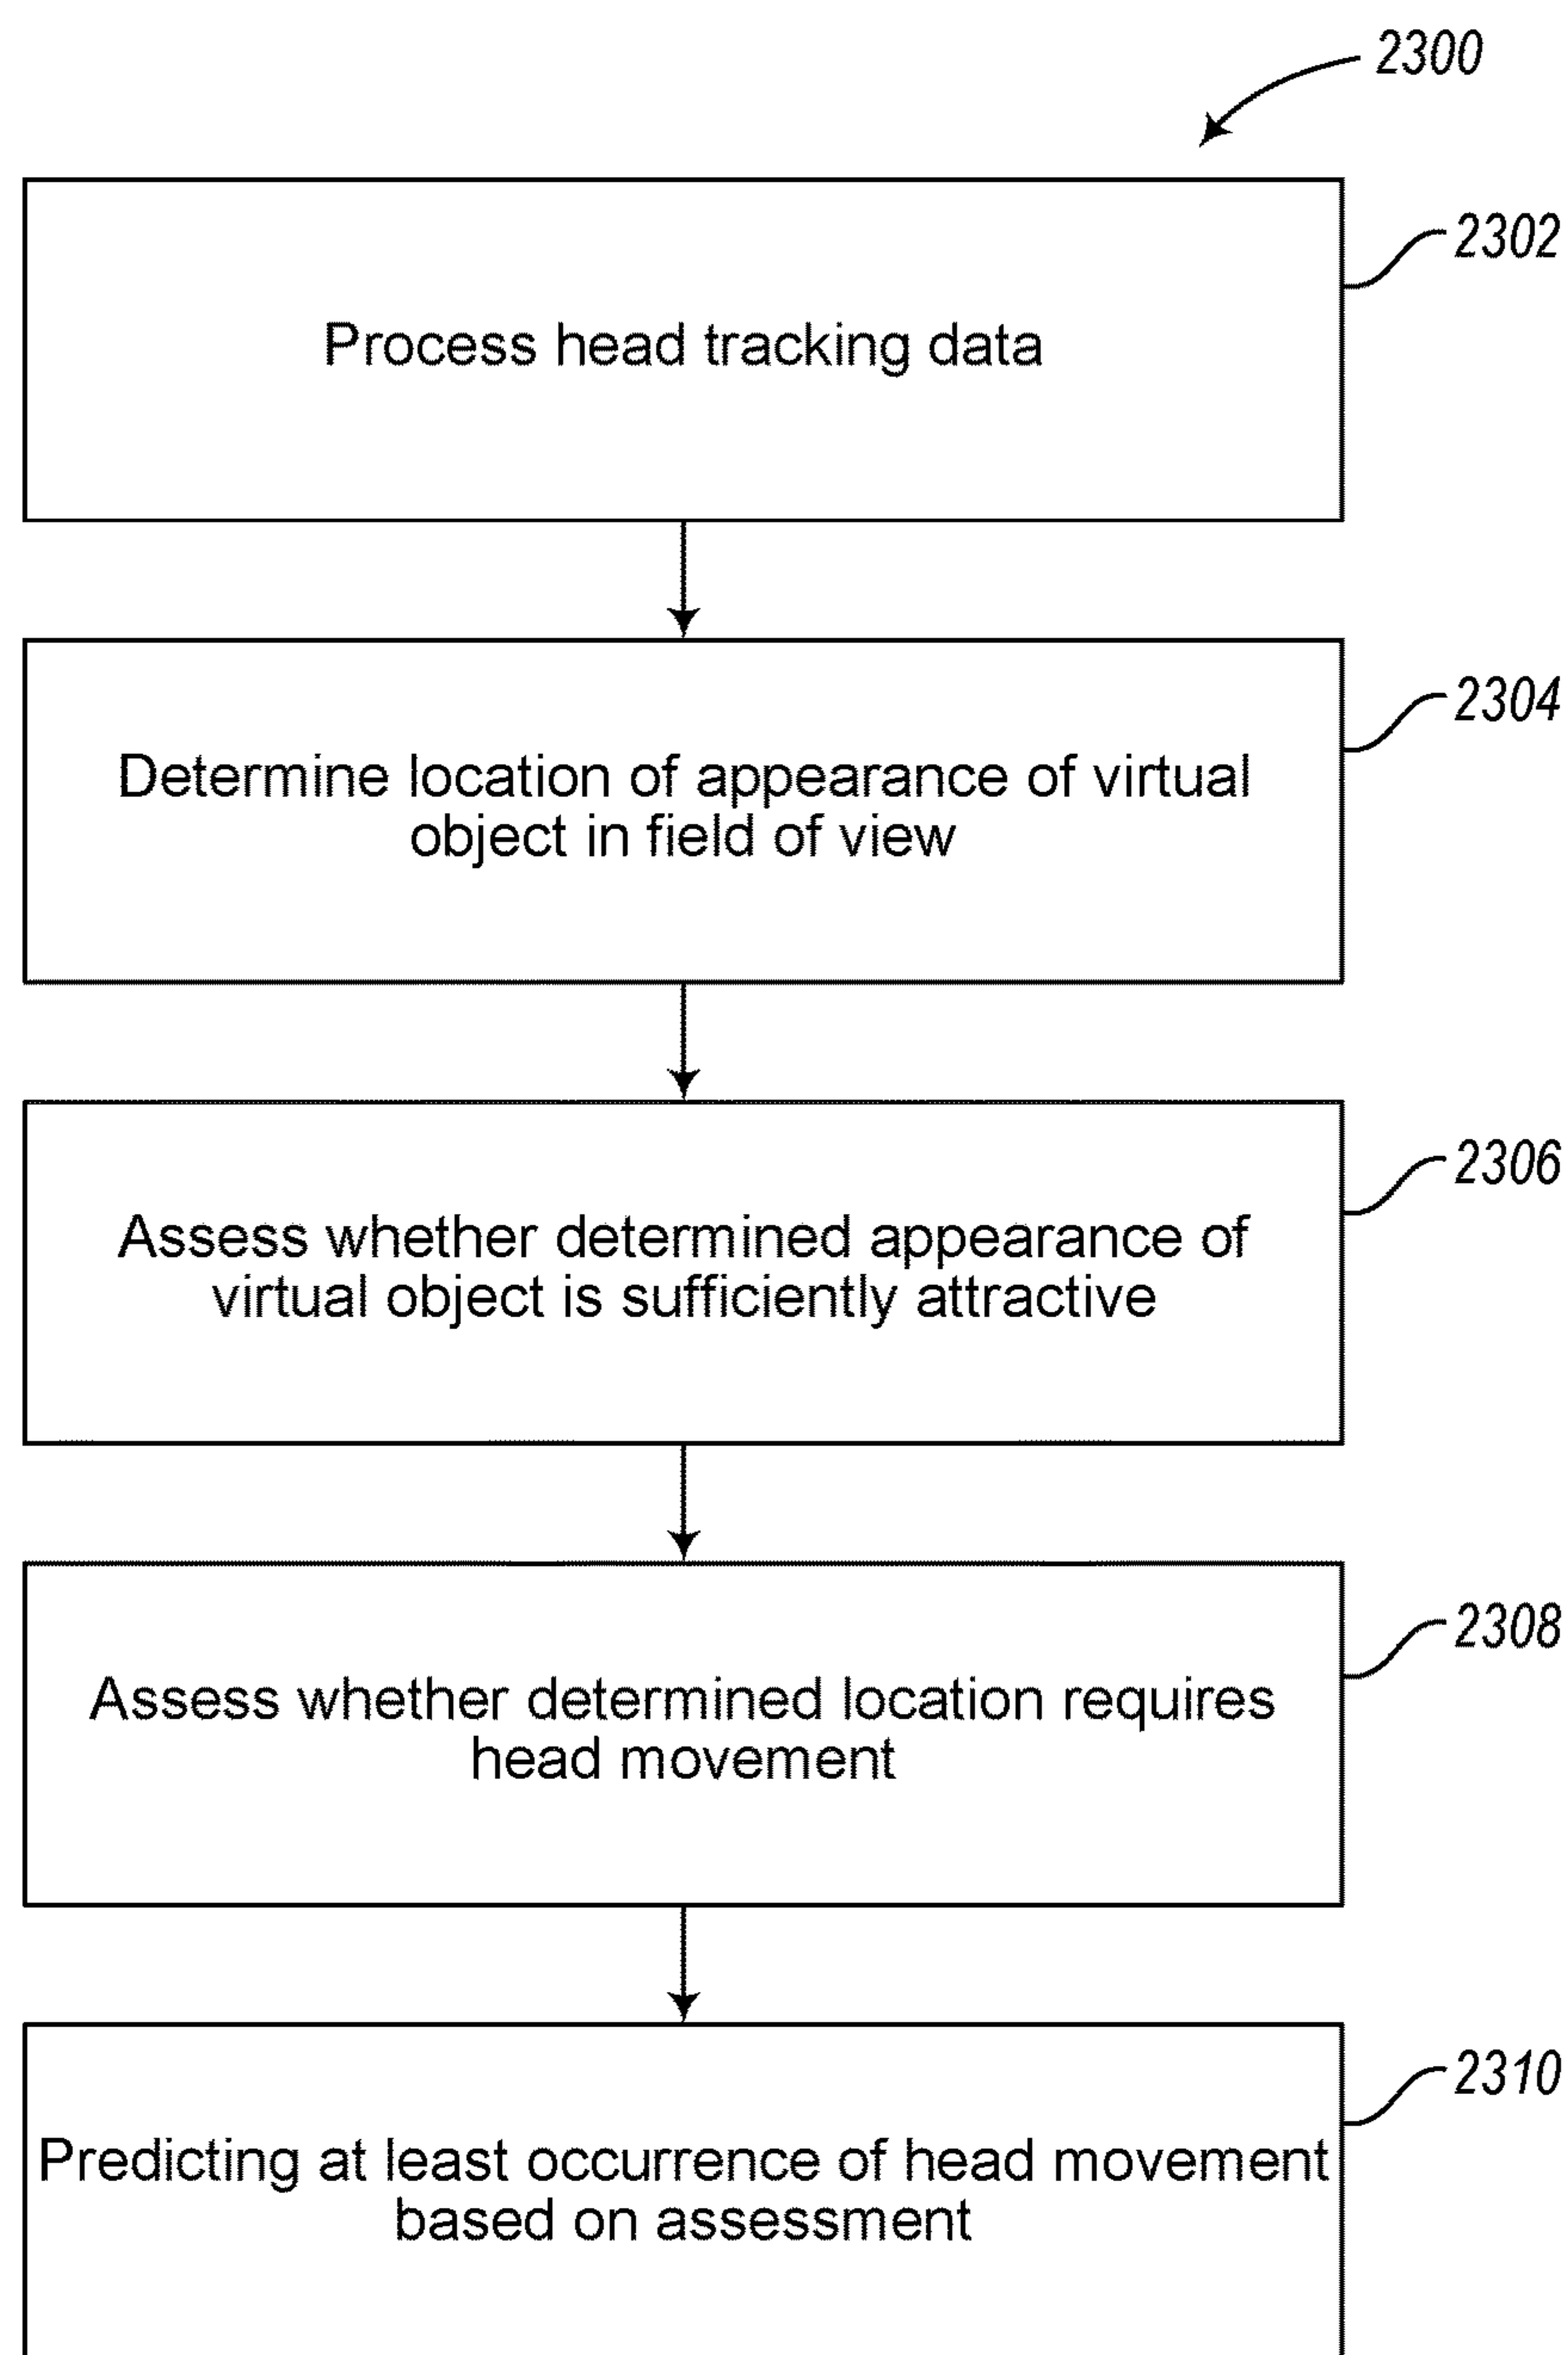 2300
2302
Process head tracking data
2304
Determine location of appearance of virtual
object in field of view
2306
Assess whether determined appearance of
virtual object is sufficiently attractive
2308
Assess whether determined location requires
head movement
2310
Predicting at least occurrence of head movement
based on assessment